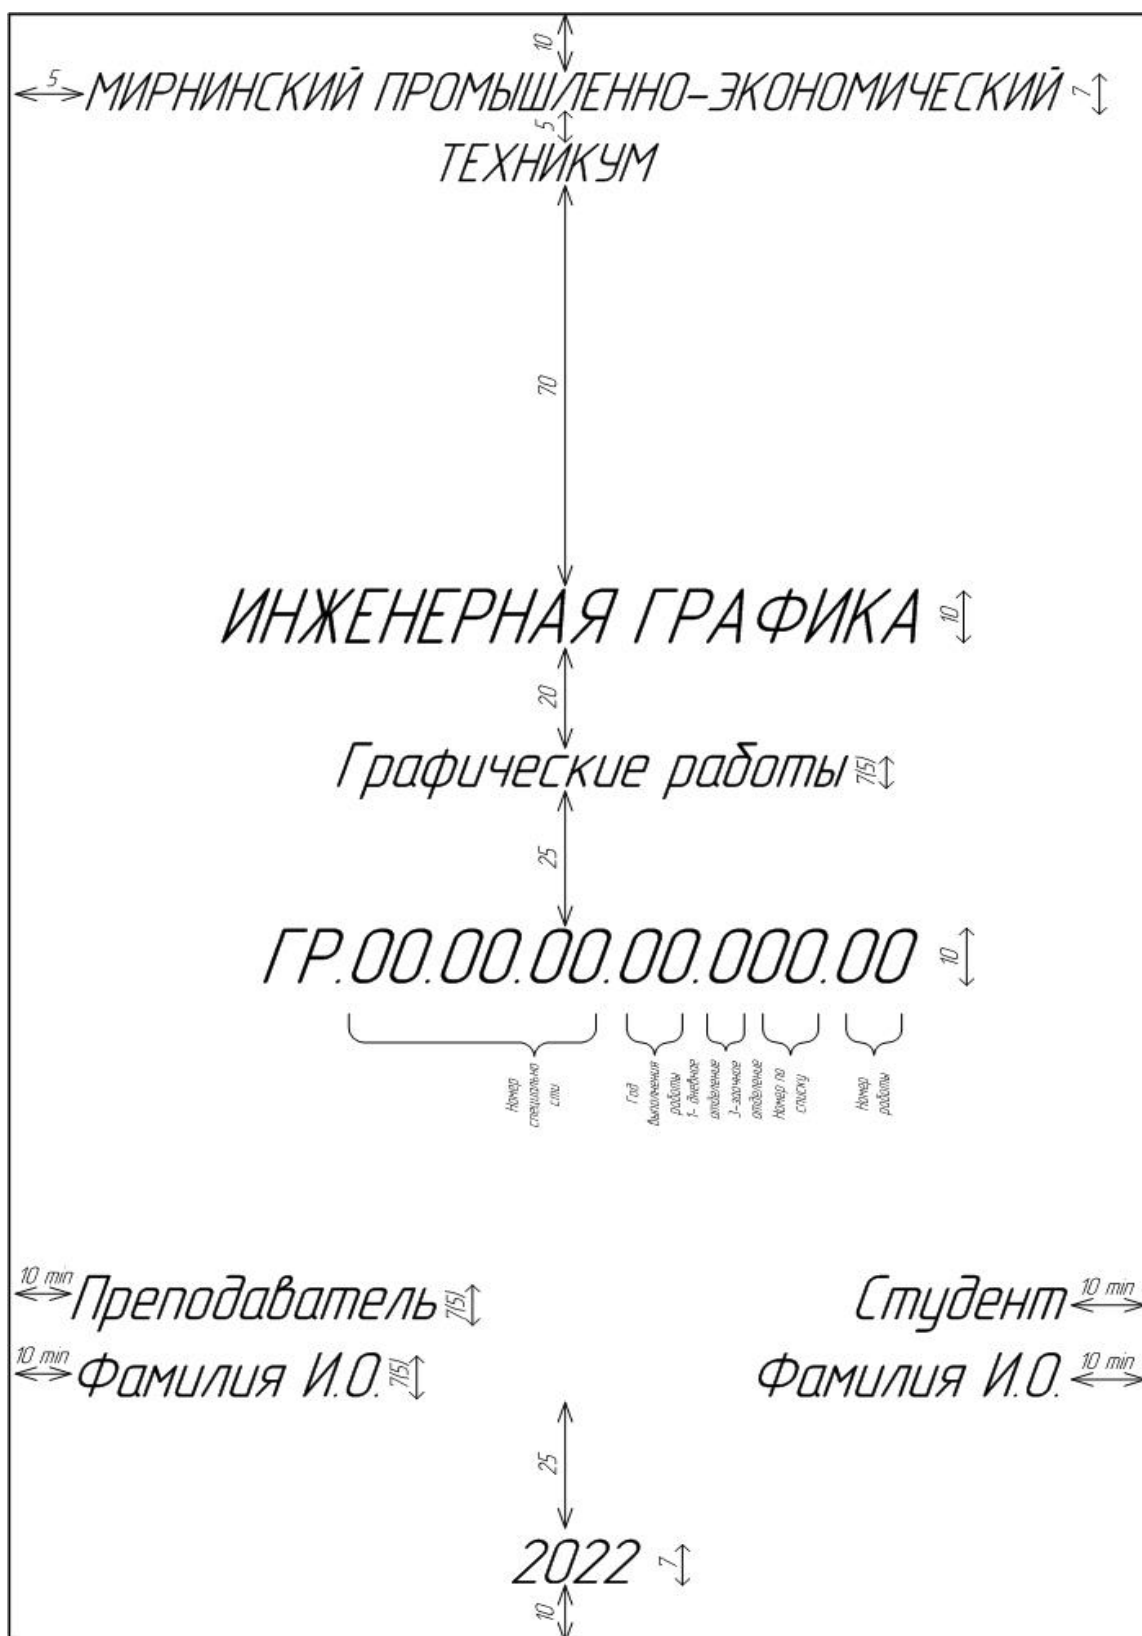 10
5
МИРНИНСКИЙ ПРОМЫШЛЕННО-ЭКОНОМИЧЕСКИЙ
7
5
ТЕХНИКУМ
70
ИНЖЕНЕРНАЯ ГРАФИКА
10
20
Графические работы
7(5)
25
ГР.00.00.00.00.000.00
10
Номер
специально
сти
Год
выполнения
работы
1- дневное
отделение
3-заочное
отделение
Номер по
списку
Номер
работы
10 min
Преподаватель
7(5)
Студент
10 min
10 min
Фамилия И.О.
7(5)
Фамилия И.О.
10 min
25
2022
7
10